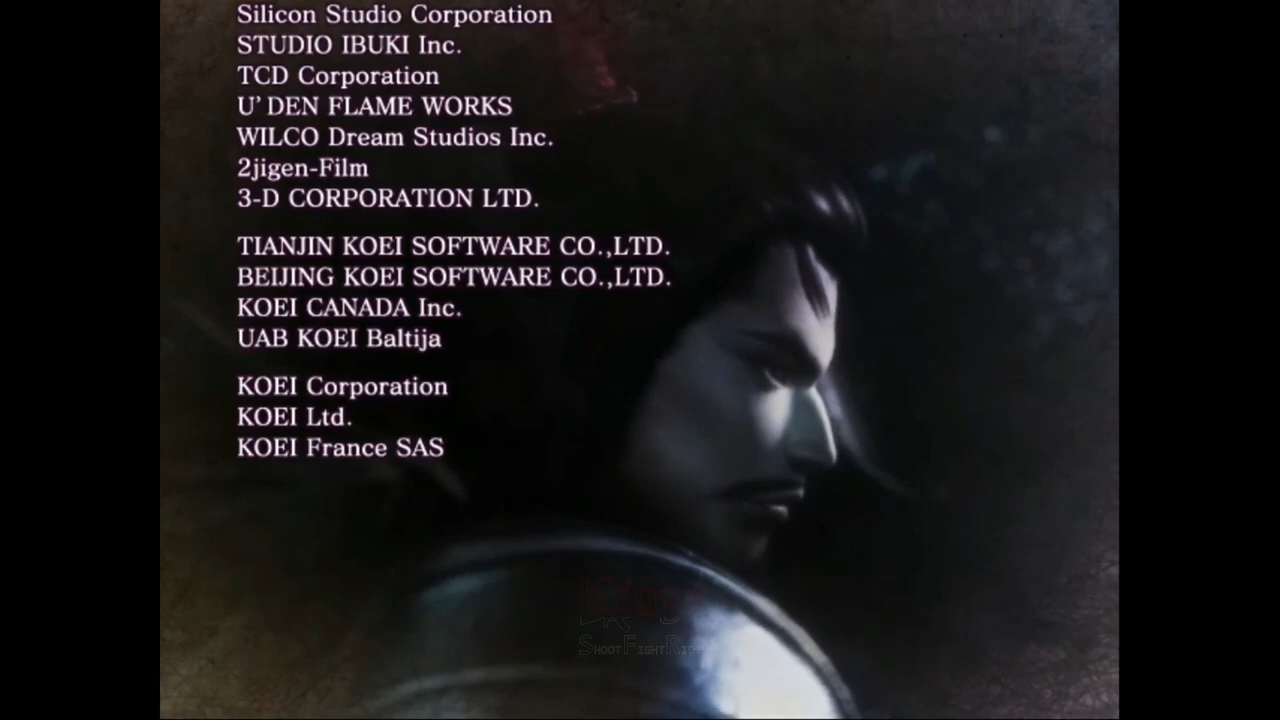 Silicon Studio Corporation
STUDIO IBUKI Inc.
TCD Corporation
U'DEN FLAME WORKS
WILCO Dream Studios Inc.
2jigen-Film
3-D CORPORATION LTD.
TIANJIN KOEI SOFTWARE CO.,LTD.
BEIJING KOEI SOFTWARE CO.,LTD.
KOEI CANADA Inc.
UAB KOEI Baltija
KOEI Corporation
KOEI Ltd.
KOEI France SAS